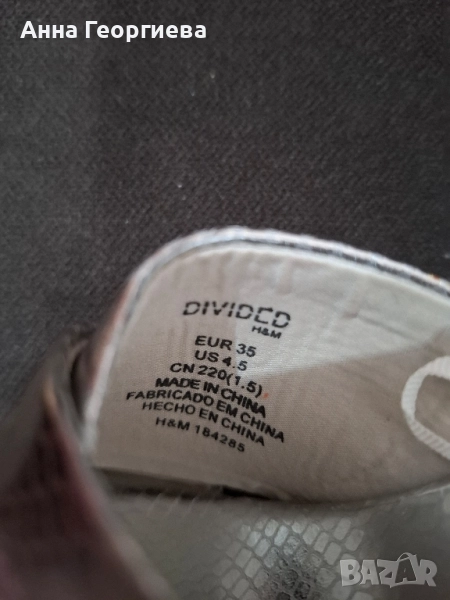 Анна Георгиева
DIVIDED
H&M
EUR 35
US 4.5
CN 220(1.5)
MADE IN CHINA
FABRICADO EM CHINA
HECHO EN CHINA
H&M 184285
BAZAR